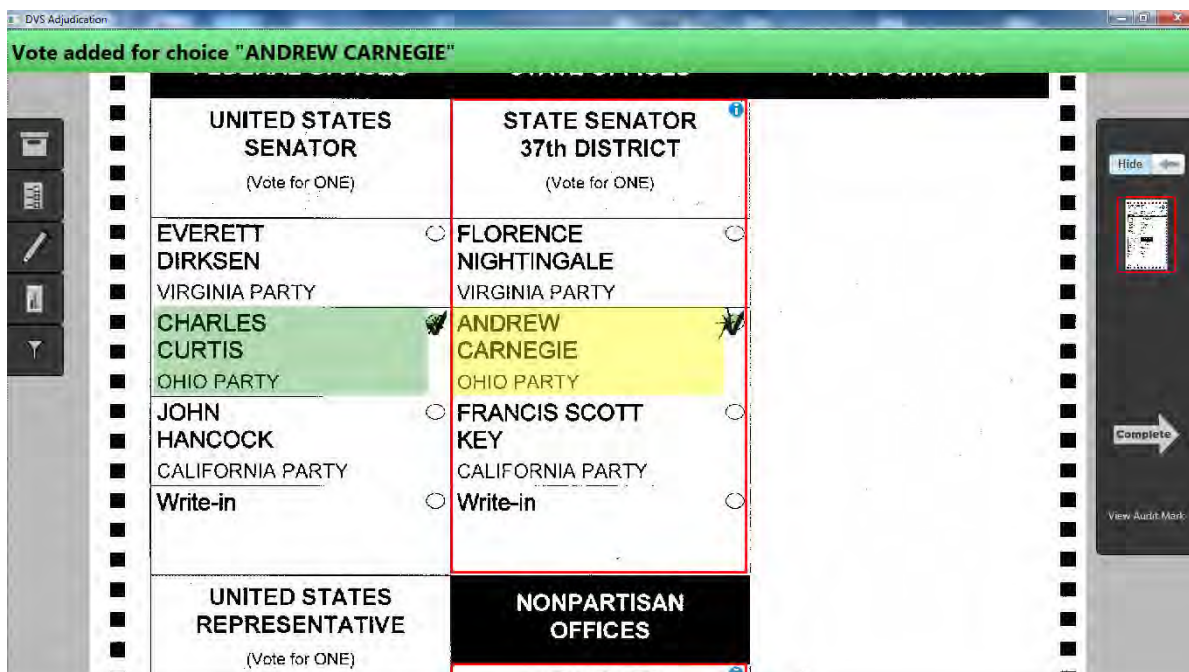 DVS Adjudication
Vote added for choice "ANDREW CARNEGIE"
UNITED STATES
SENATOR
(Vote for ONE)
EVERETT
DIRKSEN
VIRGINIA PARTY
CHARLES
CURTIS
OHIO PARTY
JOHN
HANCOCK
CALIFORNIA PARTY
Write-in
UNITED STATES
REPRESENTATIVE
(Vote for ONE)
STATE SENATOR
37th DISTRICT
(Vote for ONE)
FLORENCE
NIGHTINGALE
VIRGINIA PARTY
ANDREW
CARNEGIE
OHIO PARTY
FRANCIS SCOTT
KEY
CALIFORNIA PARTY
Write-in
NONPARTISAN
OFFICES
Hide
Complete
View Audit Mark